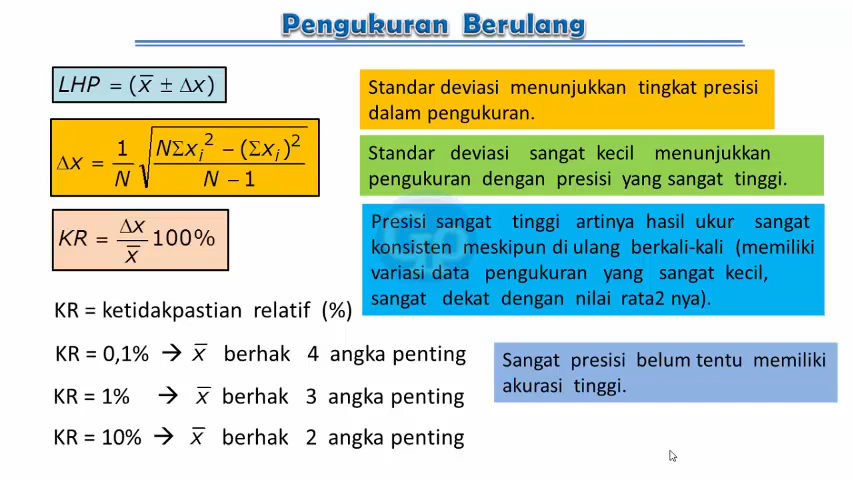 Pengukuran Berulang
LHP = (x̅ ± Δx)
Δx = 1/N √((NΣxᵢ² − (Σxᵢ)²)/(N − 1))
KR = Δx/x̅ 100%
KR = ketidakpastian relatif (%)
KR = 0,1% → x̅ berhak 4 angka penting
KR = 1% → x̅ berhak 3 angka penting
KR = 10% → x̅ berhak 2 angka penting
Standar deviasi menunjukkan tingkat presisi
dalam pengukuran.
Standar deviasi sangat kecil menunjukkan
pengukuran dengan presisi yang sangat tinggi.
Presisi sangat tinggi artinya hasil ukur sangat
konsisten meskipun di ulang berkali-kali (memiliki
variasi data pengukuran yang sangat kecil,
sangat dekat dengan nilai rata2 nya).
Sangat presisi belum tentu memiliki
akurasi tinggi.